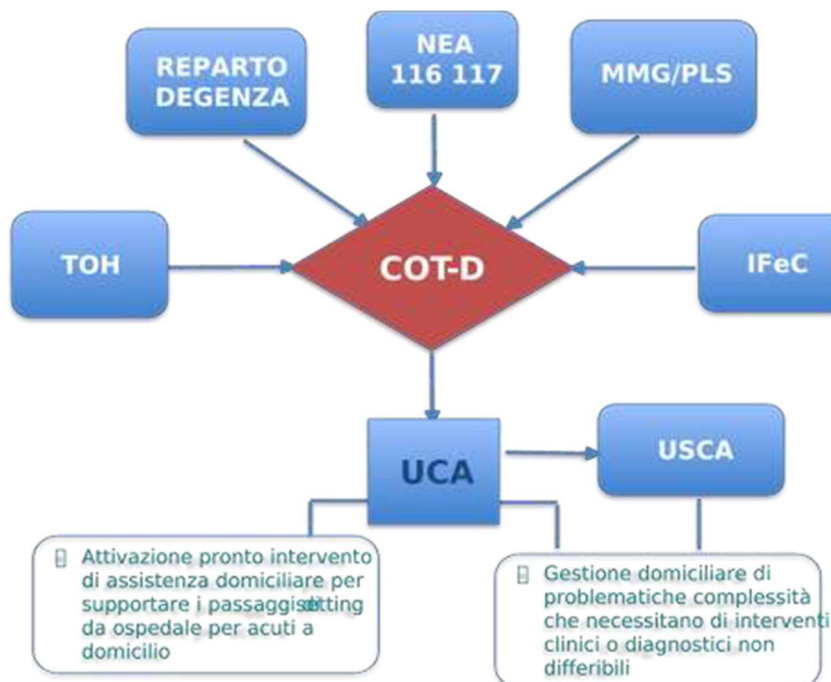 REPARTO
DEGENZA
NEA
116 117
MMG/PLS
TOH
COT-D
IFeC
UCA
USCA
Attivazione pronto intervento
di assistenza domiciliare per
supportare i passaggi
da ospedale per acuti a
domicilio
Gestione domiciliare di
problematiche complessità
che necessitano di interventi
clinici o diagnostici non
differibili